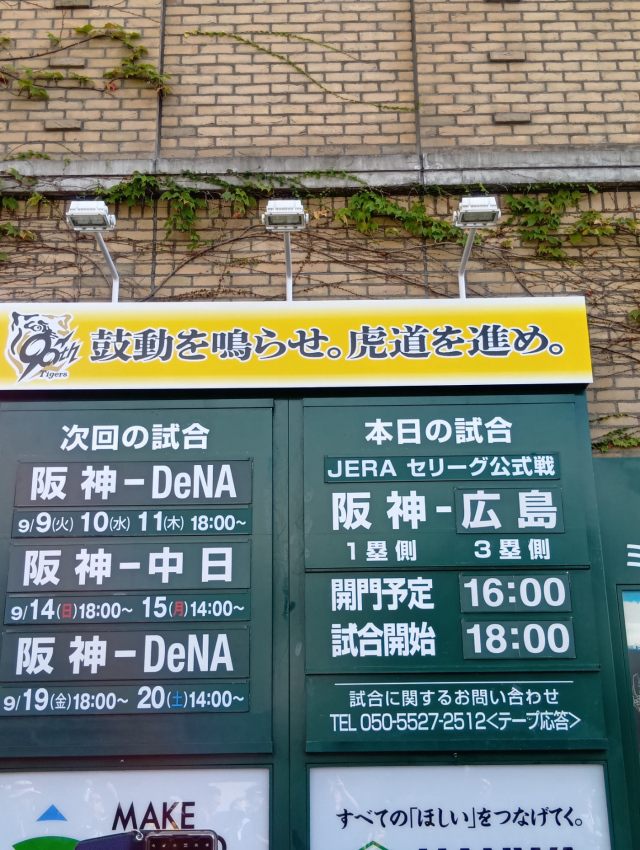 90th
Tigers
鼓動を鳴らせ。虎道を進め。
次回の試合
阪神−DeNA
9/9(火) 10(水) 11(木) 18:00~
阪神−中日
9/14(日)18:00~ 15(月)14:00~
阪神−DeNA
9/19(金)18:00~ 20(土)14:00~
本日の試合
JERA セリーグ公式戦
阪神-広島
1塁側 3塁側
開門予定 16:00
試合開始 18:00
試合に関するお問い合わせ
TEL 050-5527-2512<テープ応答>
MAKE
すべての「ほしい」をつなげてく。